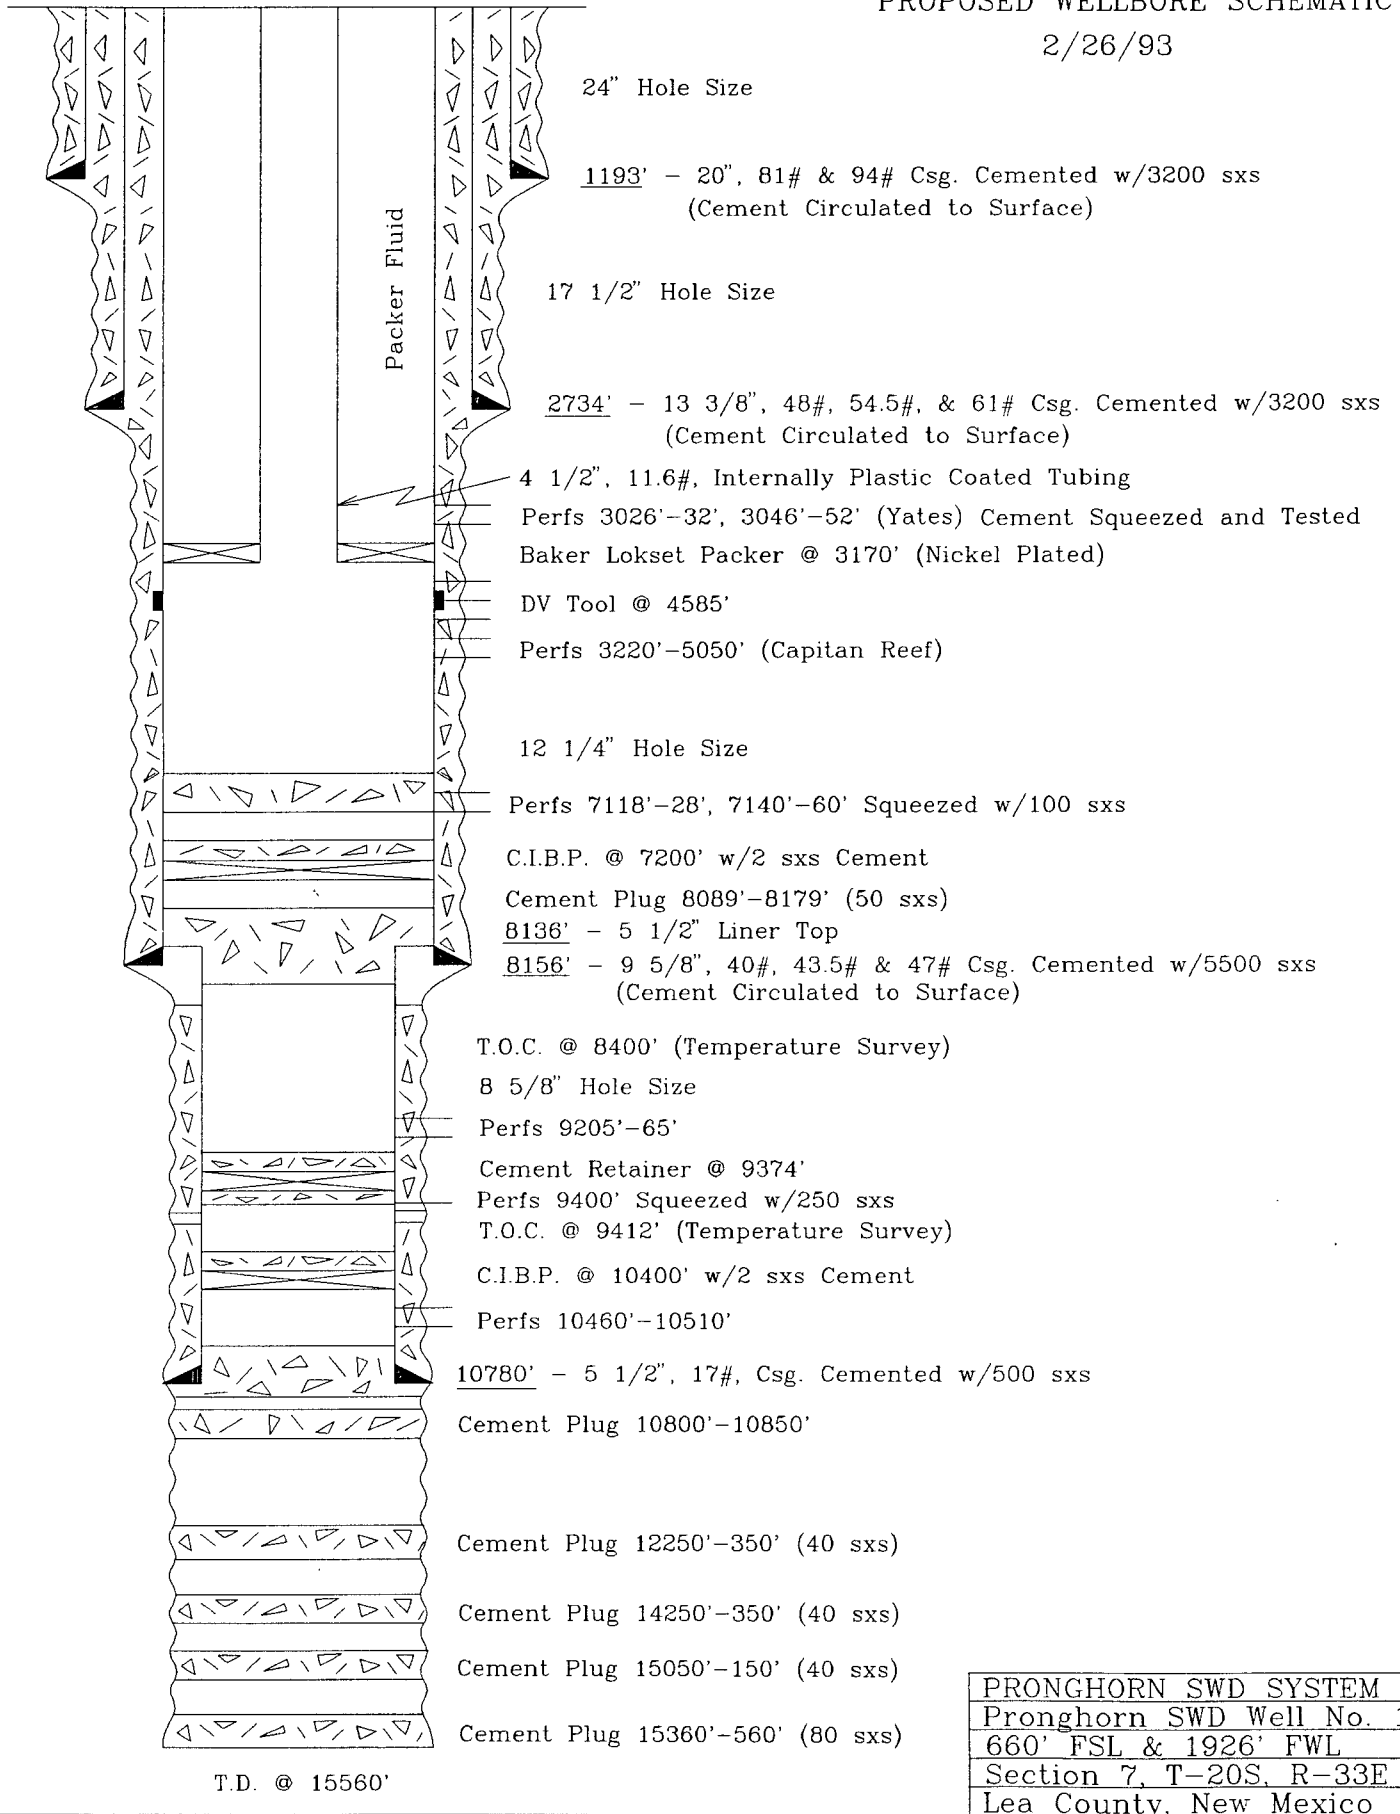 PROPOSED WELLBORE SCHEMATIC
2/26/93
24" Hole Size
1193' - 20", 81# & 94# Csg. Cemented w/3200 sxs
(Cement Circulated to Surface)
Packer Fluid
17 1/2" Hole Size
2734' - 13 3/8", 48#, 54.5#, & 61# Csg. Cemented w/3200 sxs
(Cement Circulated to Surface)
4 1/2", 11.6#, Internally Plastic Coated Tubing
Perfs 3026'-32', 3046'-52' (Yates) Cement Squeezed and Tested
Baker Lokset Packer @ 3170' (Nickel Plated)
DV Tool @ 4585'
Perfs 3220'-5050' (Capitan Reef)
12 1/4" Hole Size
Perfs 7118'-28', 7140'-60' Squeezed w/100 sxs
C.I.B.P. @ 7200' w/2 sxs Cement
Cement Plug 8089'-8179' (50 sxs)
8136' - 5 1/2" Liner Top
8156' - 9 5/8", 40#, 43.5# & 47# Csg. Cemented w/5500 sxs
(Cement Circulated to Surface)
T.O.C. @ 8400' (Temperature Survey)
8 5/8" Hole Size
Perfs 9205'-65'
Cement Retainer @ 9374'
Perfs 9400' Squeezed w/250 sxs
T.O.C. @ 9412' (Temperature Survey)
C.I.B.P. @ 10400' w/2 sxs Cement
Perfs 10460'-10510'
10780' - 5 1/2", 17#, Csg. Cemented w/500 sxs
Cement Plug 10800'-10850'
Cement Plug 12250'-350' (40 sxs)
Cement Plug 14250'-350' (40 sxs)
Cement Plug 15050'-150' (40 sxs)
Cement Plug 15360'-560' (80 sxs)
T.D. @ 15560'
PRONGHORN SWD SYSTEM
Pronghorn SWD Well No.
660' FSL & 1926' FWL
Section 7, T-20S, R-33E
Lea County, New Mexico